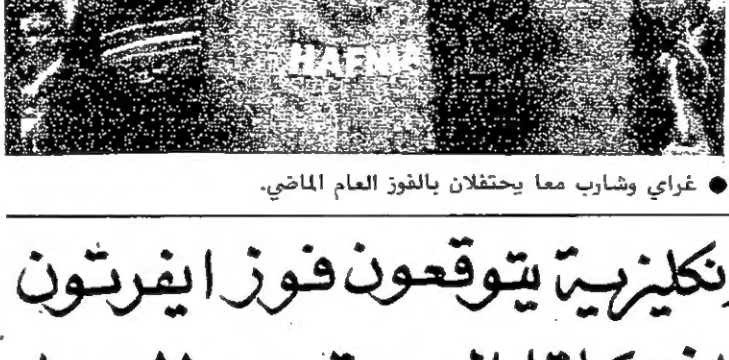 HAFNIA
● غراي وشارب معا يحتفلان بالفوز العام الماضي.
نكليزية يتوقعون فوز ايفرتون